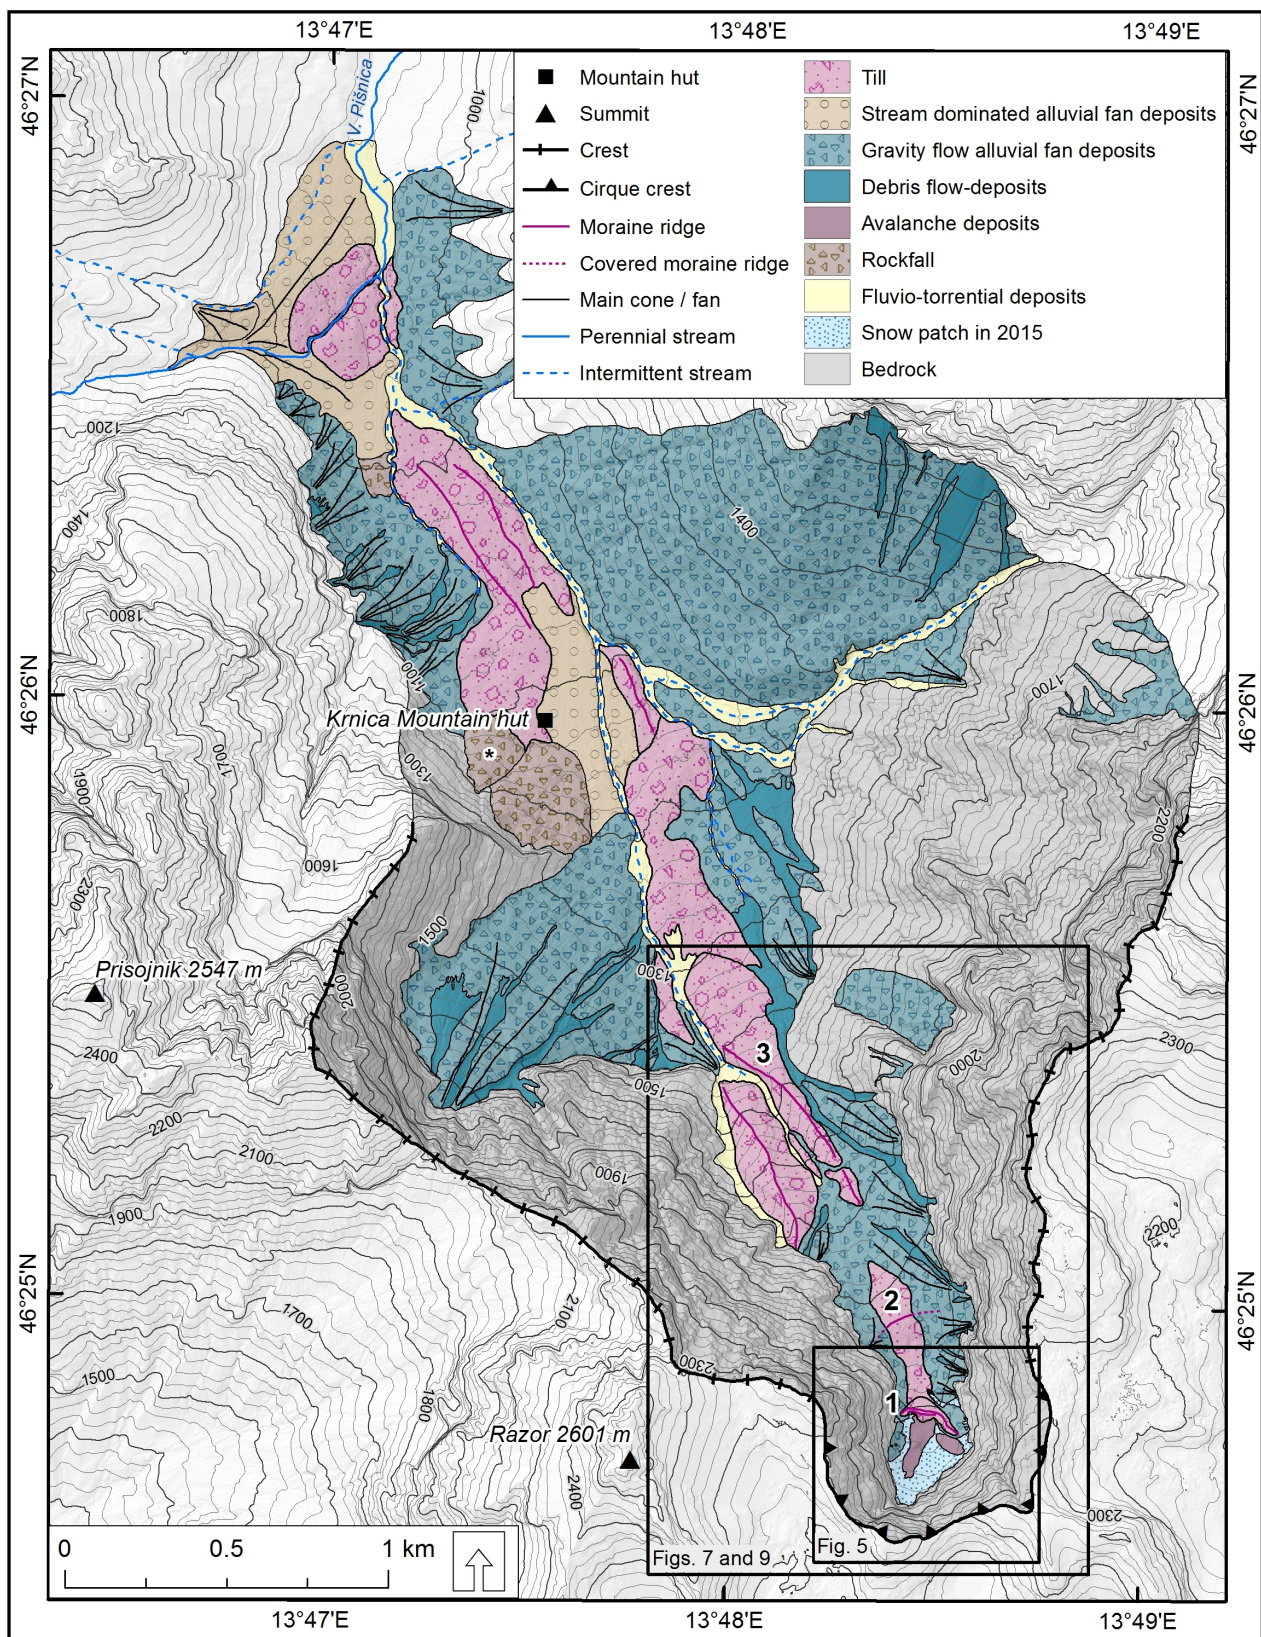 13°47'E
13°48'E
13°49'E
46°27'N
46°27'N
V. Pišnica
1000
Mountain hut
Summit
Crest
Cirque crest
Moraine ridge
Covered moraine ridge
Main cone / fan
Perennial stream
Intermittent stream
Till
Stream dominated alluvial fan deposits
Gravity flow alluvial fan deposits
Debris flow-deposits
Avalanche deposits
Rockfall
Fluvio-torrential deposits
Snow patch in 2015
Bedrock
1200
1400
1400
1800
1400
46°26'N
46°26'N
1700
Krnica Mountain hut
*
1300
1700
1900
2200
1600
2300
1500
Prisojnik 2547 m
2000
1300
2400
3
2000
2300
1500
2200
2100
1900
1900
2200
46°25'N
46°25'N
2
2100
1700
2300
1500
1800
1
Razor 2601 m
2400
2300
Fig. 5
Figs. 7 and 9
0
0.5
1 km
13°47'E
13°48'E
13°49'E